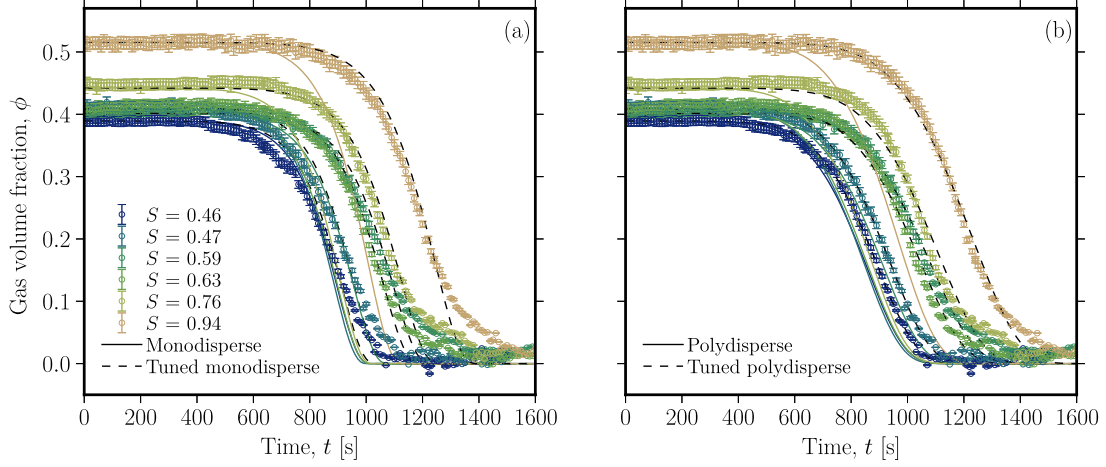 (a)
(b)
Gas volume fraction, ϕ
0.5
0.4
0.3
0.2
0.1
0.0
S = 0.46
S = 0.47
S = 0.59
S = 0.63
S = 0.76
S = 0.94
Monodisperse
Tuned monodisperse
Polydisperse
Tuned polydisperse
0 200 400 600 800 1000 1200 1400 1600
0 200 400 600 800 1000 1200 1400 1600
Time, t [s]
Time, t [s]